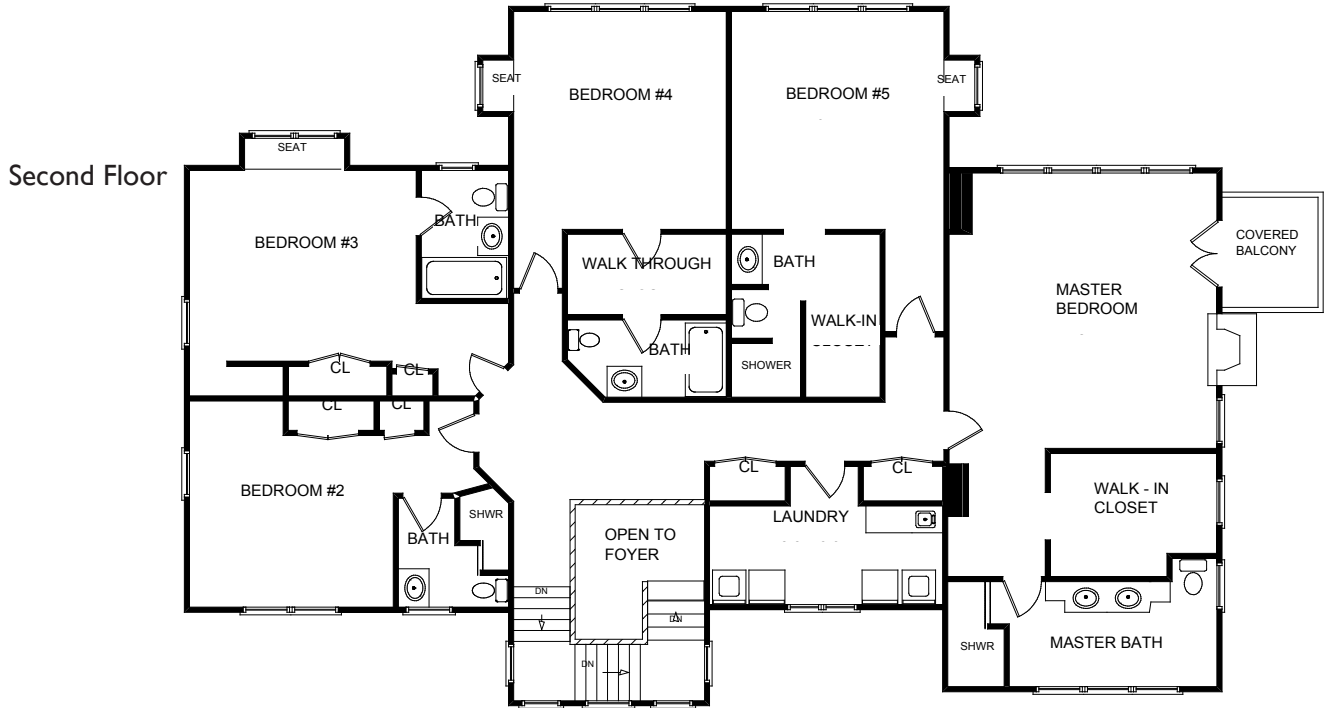 SEAT
BEDROOM #4
BEDROOM #5
SEAT
SEAT
Second Floor
BATH
BEDROOM #3
WALK THROUGH
BATH
COVERED
BALCONY
MASTER
BEDROOM
WALK-IN
BATH
SHOWER
CL
CL
CL
CL
CL
CL
BEDROOM #2
WALK - IN
CLOSET
SHWR
LAUNDRY
BATH
OPEN TO
FOYER
DN
DN
DN
SHWR
MASTER BATH